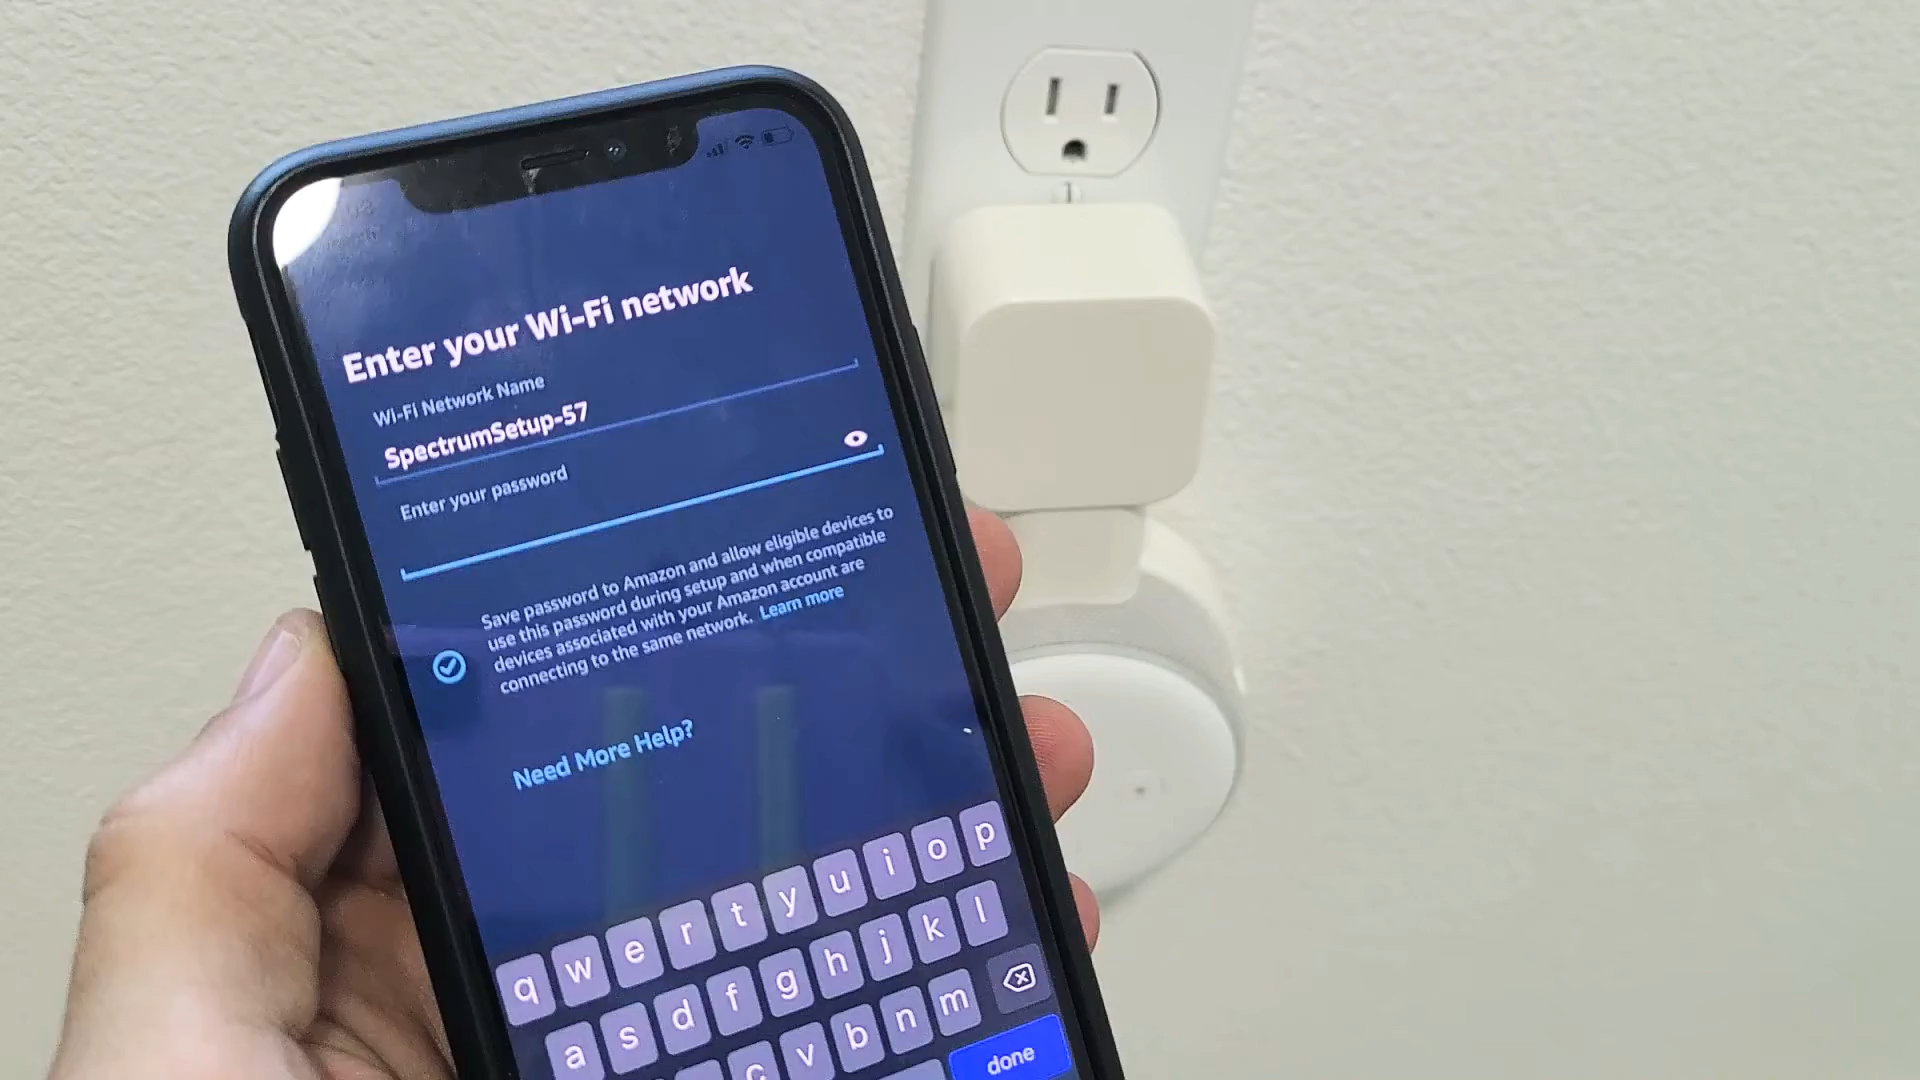 Enter your Wi-Fi network
Wi-Fi Network Name
SpectrumSetup-57
Enter your password
Save password to Amazon and allow eligible devices to
use this password during setup and when compatible
devices associated with your Amazon account are
connecting to the same network. Learn more
Need More Help?
q w e r t y u i o p
a s d f g h j k l
c v b n m
done